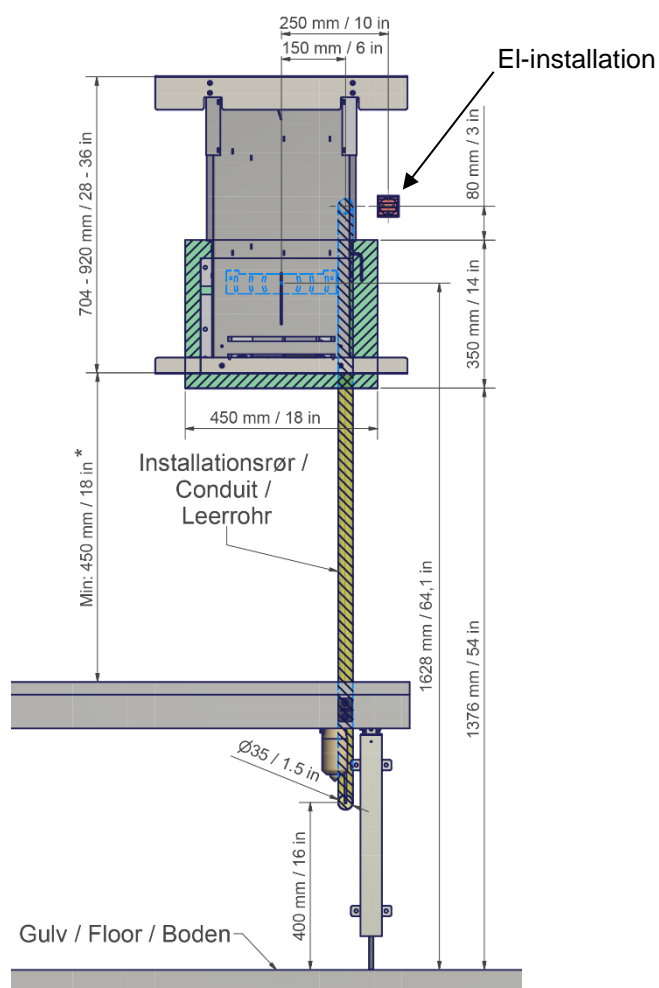 250 mm / 10 in
150 mm / 6 in
El-installation
704 - 920 mm / 28 - 36 in
80 mm / 3 in
350 mm / 14 in
450 mm / 18 in
Installationsrør /
Conduit /
Leerrohr
Min: 450 mm / 18 in*
1628 mm / 64,1 in
1376 mm / 54 in
Ø35 / 1.5 in
400 mm / 16 in
Gulv / Floor / Boden